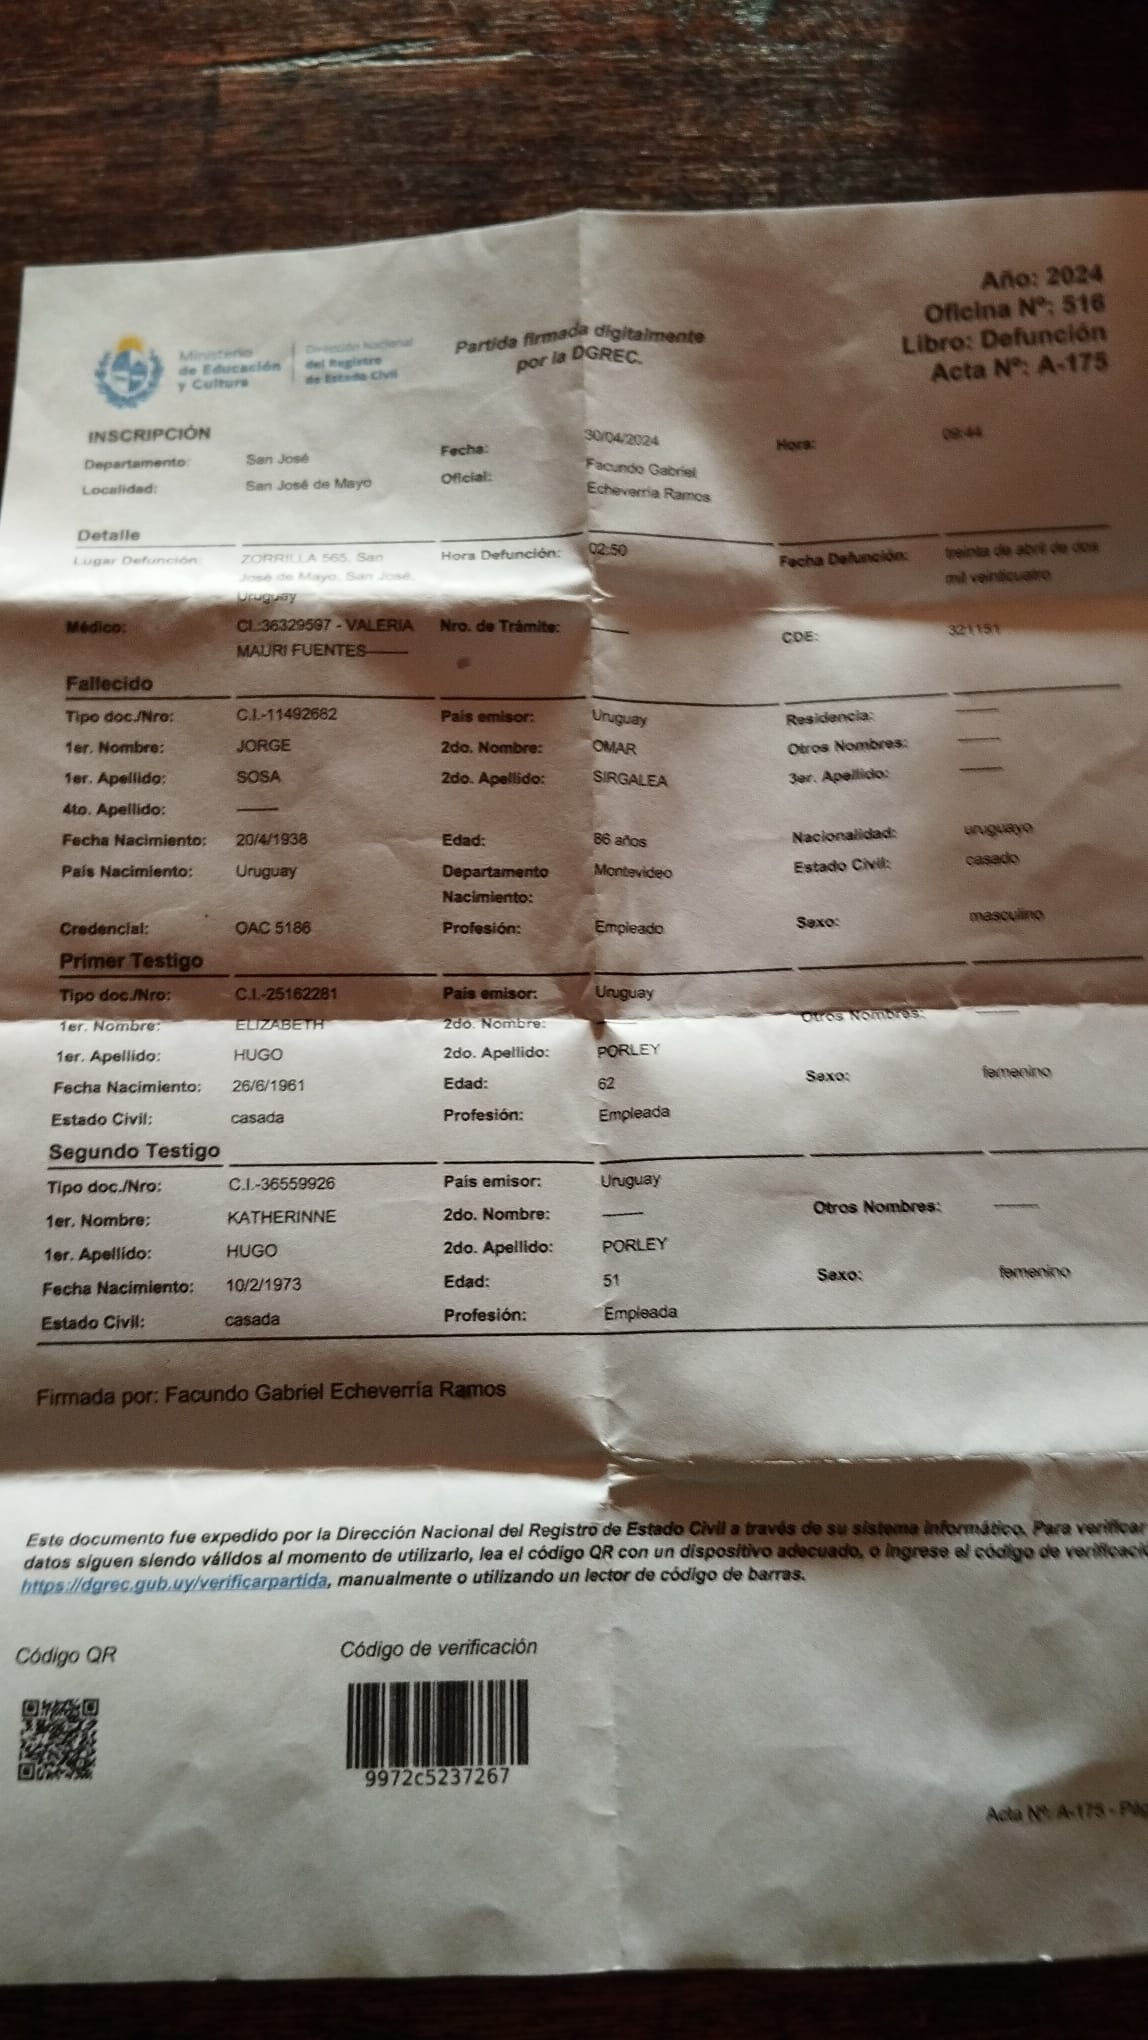 Año: 2024
Oficina Nº: 516
Libro: Defunción
Acta Nº: A-175
Ministerio de Educación y Cultura
Dirección Nacional del Registro de Estado Civil
Partida firmada digitalmente
por la DGREC.
INSCRIPCIÓN
Departamento: San José Fecha: 30/04/2024 Hora: 09:44
Localidad: San José de Mayo Oficial: Facundo Gabriel
Echeverría Ramos
Detalle
Lugar Defunción: ZORRILLA 565, San Hora Defunción: 02:50 Fecha Defunción: treinta de abril de dos
José de Mayo, San José, mil veinticuatro
Uruguay
Médico: CI.:36329597 - VALERIA Nro. de Trámite: CDE: 321151
MAURI FUENTES
Fallecido
Tipo doc./Nro: C.I.-11492682 País emisor: Uruguay Residencia:
1er. Nombre: JORGE 2do. Nombre: OMAR Otros Nombres:
1er. Apellido: SOSA 2do. Apellido: SIRGALEA 3er. Apellido:
4to. Apellido:
Fecha Nacimiento: 20/4/1938 Edad: 86 años Nacionalidad: uruguayo
País Nacimiento: Uruguay Departamento Montevideo Estado Civil: casado
Nacimiento:
Credencial: OAC 5186 Profesión: Empleado Sexo: masculino
Primer Testigo
Tipo doc./Nro: C.I.-25162281 País emisor: Uruguay
1er. Nombre: ELIZABETH 2do. Nombre: Otros Nombres:
1er. Apellido: HUGO 2do. Apellido: PORLEY
Fecha Nacimiento: 26/6/1961 Edad: 62 Sexo: femenino
Estado Civil: casada Profesión: Empleada
Segundo Testigo
Tipo doc./Nro: C.I.-36559926 País emisor: Uruguay
1er. Nombre: KATHERINNE 2do. Nombre: Otros Nombres:
1er. Apellido: HUGO 2do. Apellido: PORLEY
Fecha Nacimiento: 10/2/1973 Edad: 51 Sexo: femenino
Estado Civil: casada Profesión: Empleada
Firmada por: Facundo Gabriel Echeverría Ramos
Este documento fue expedido por la Dirección Nacional del Registro de Estado Civil a través de su sistema informático. Para verificar
datos siguen siendo válidos al momento de utilizarlo, lea el código QR con un dispositivo adecuado, o ingrese el código de verificació
https://dgrec.gub.uy/verificarpartida, manualmente o utilizando un lector de código de barras.
Código QR
Código de verificación
9972c5237267
Acta Nº: A-175 - Pág